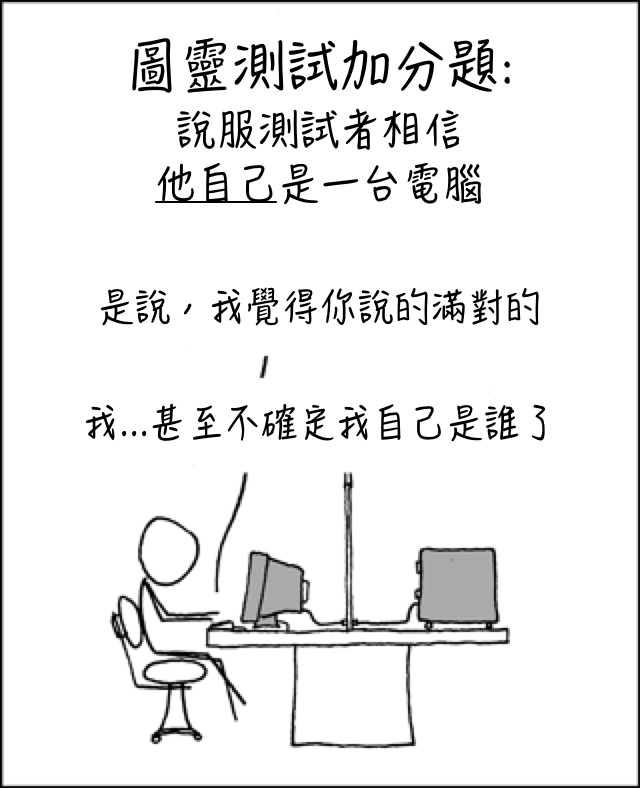 圖靈測試加分題:
說服測試者相信
他自己是一台電腦
是說，我覺得你說的滿對的
我...甚至不確定我自己是誰了